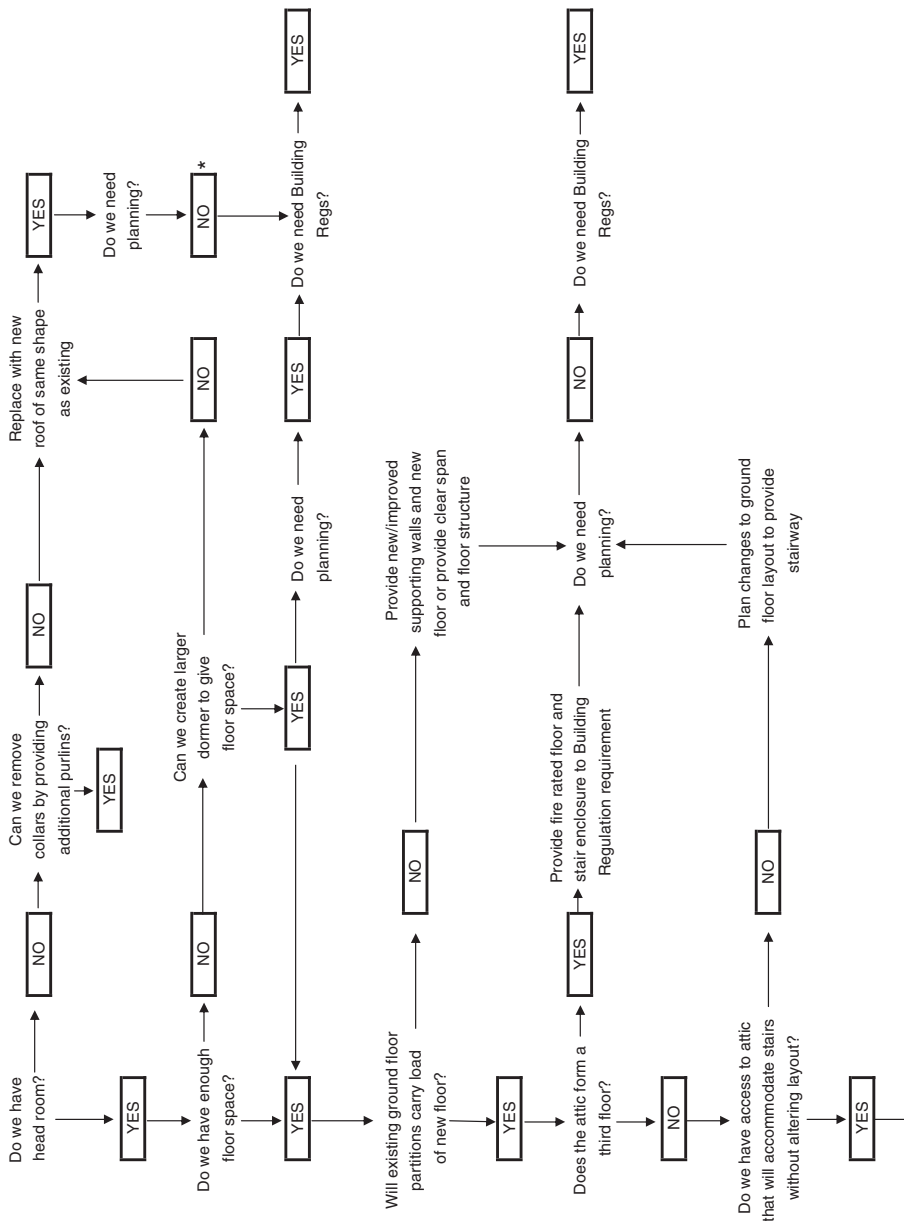 Do we have
head room?
NO
Can we remove
collars by providing
additional purlins?
NO
Replace with new
roof of same shape
as existing
YES
YES
YES
Do we need
planning?
NO
*
Do we have enough
floor space?
NO
Can we create larger
dormer to give
floor space?
NO
YES
YES
Do we need
planning?
YES
Do we need Building
Regs?
YES
Will existing ground floor
partitions carry load
of new floor?
NO
Provide new/improved
supporting walls and new
floor or provide clear span
and floor structure
YES
Does the attic form a
third floor?
YES
Provide fire rated floor and
stair enclosure to Building
Regulation requirement
Do we need
planning?
NO
Do we need Building
Regs?
YES
NO
Do we have access to attic
that will accommodate stairs
without altering layout?
NO
Plan changes to ground
floor layout to provide
stairway
YES